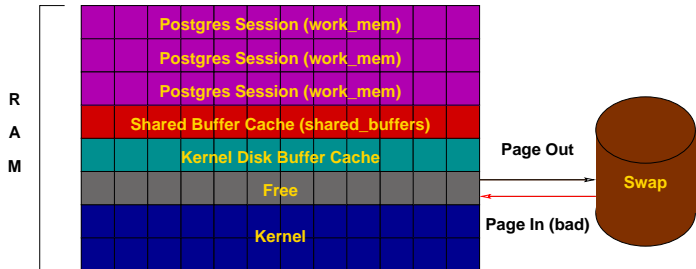 Postgres Session (work_mem)
Postgres Session (work_mem)
Postgres Session (work_mem)
R
A
M
Shared Buffer Cache (shared_buffers)
Kernel Disk Buffer Cache
Page Out
Free
Swap
Page In (bad)
Kernel